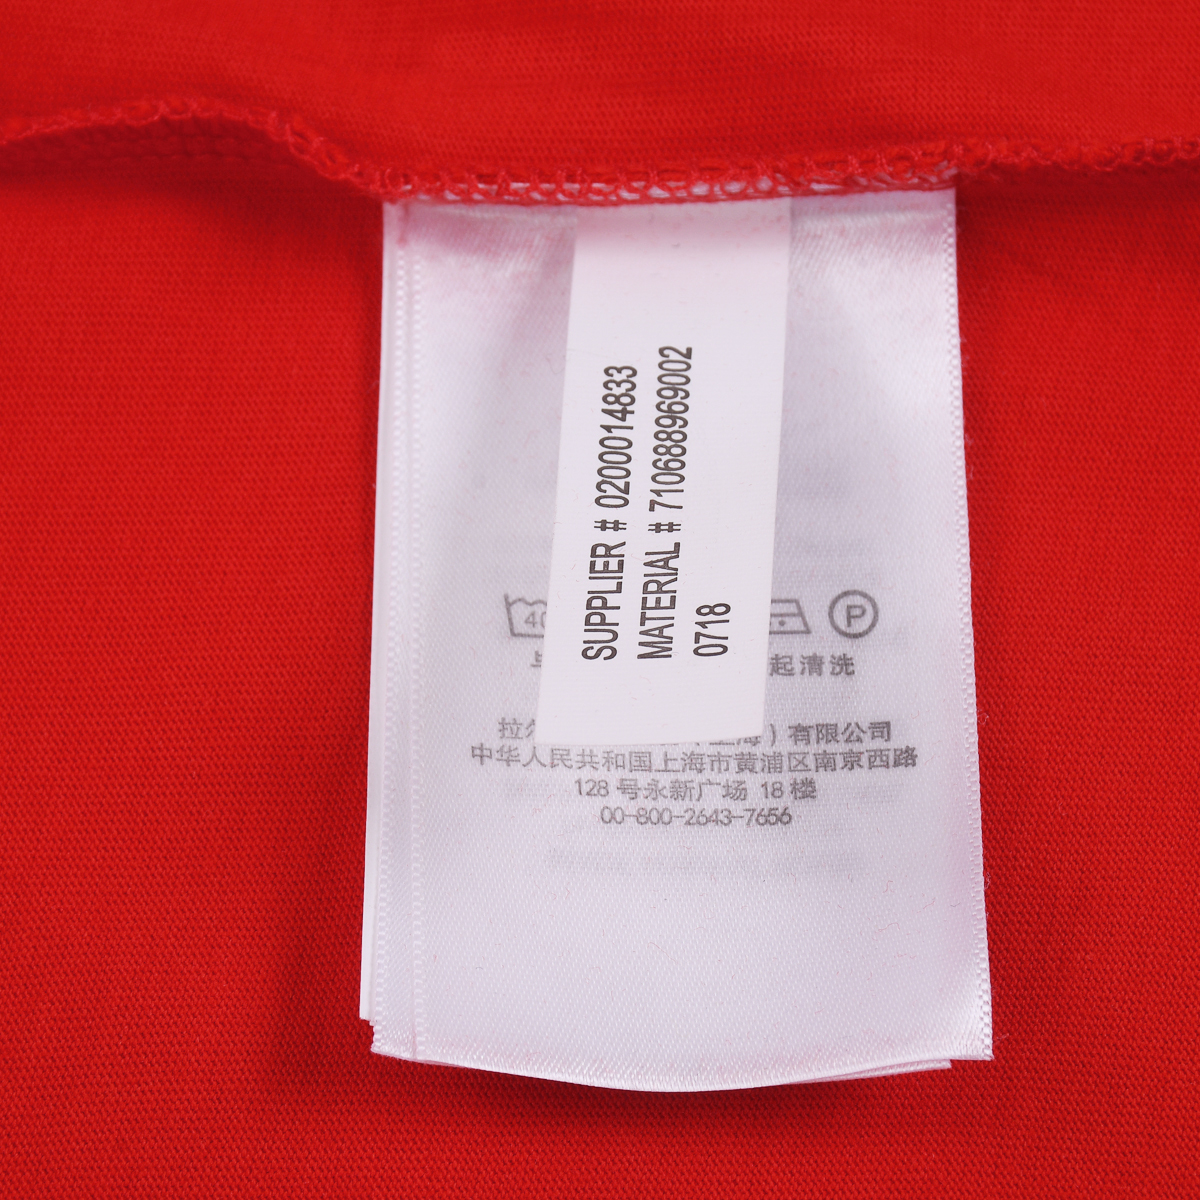 SUPPLIER # 0200014833
MATERIAL # 710688969002
0718
40
P
起清洗
拉 海）有限公司
中华人民共和国上海市黄浦区南京西路
128 号永新广场 18 楼
00-800-2643-7656